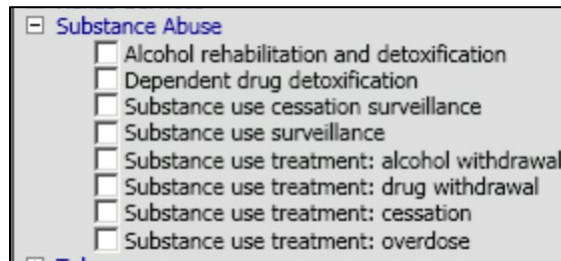 Substance Abuse
Alcohol rehabilitation and detoxification
Dependent drug detoxification
Substance use cessation surveillance
Substance use surveillance
Substance use treatment: alcohol withdrawal
Substance use treatment: drug withdrawal
Substance use treatment: cessation
Substance use treatment: overdose